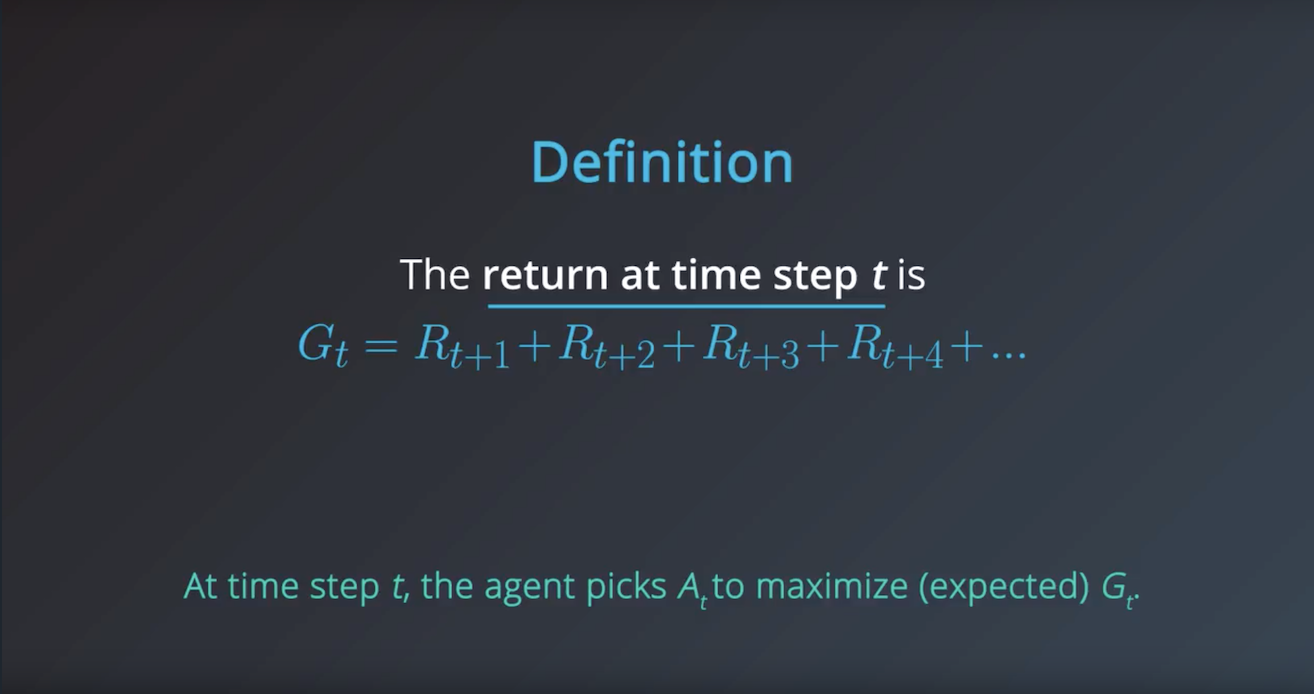 Definition
The return at time step t is
G_t = R_{t+1} + R_{t+2} + R_{t+3} + R_{t+4} + ...
At time step t, the agent picks A_t to maximize (expected) G_t.